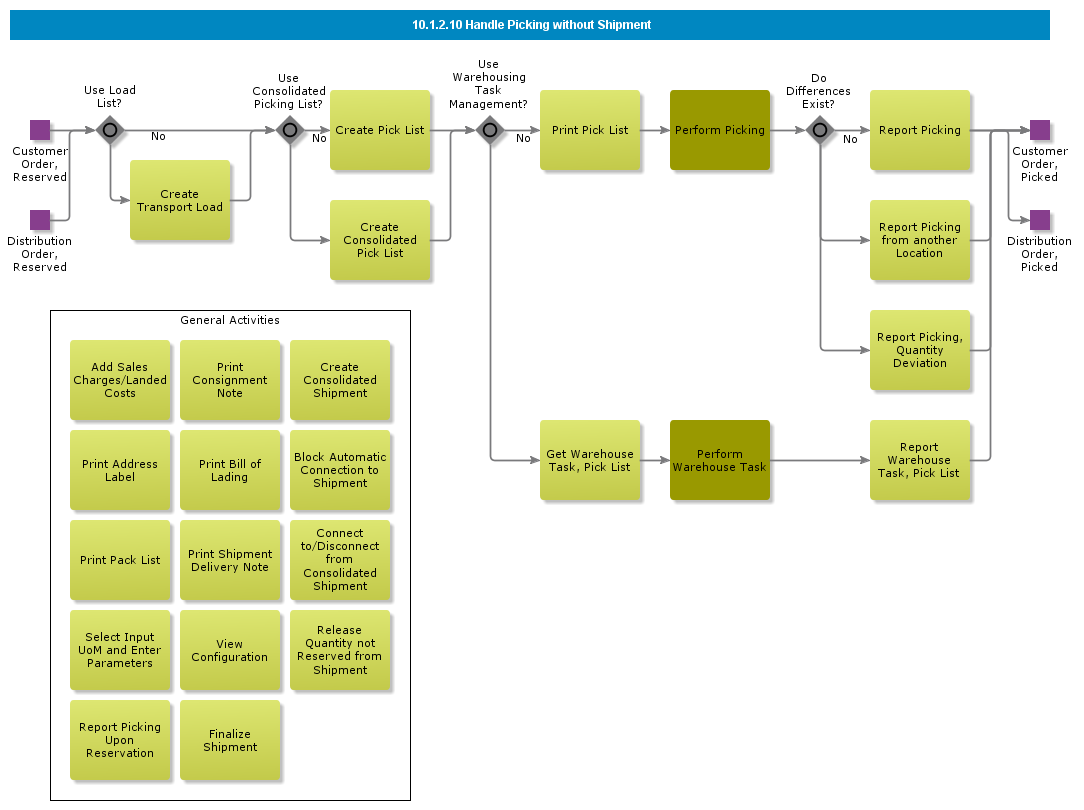 10.1.2.10 Handle Picking without Shipment
Use Load
List?
Use
Consolidated
Picking List?
Use
Warehousing
Task
Management?
Do
Differences
Exist?
No
No
No
No
Customer
Order,
Reserved
Distribution
Order,
Reserved
Create
Transport Load
Create Pick List
Create
Consolidated
Pick List
Print Pick List
Perform Picking
Report Picking
Report Picking
from another
Location
Report Picking,
Quantity
Deviation
Customer
Order,
Picked
Distribution
Order,
Picked
Get Warehouse
Task, Pick List
Perform
Warehouse Task
Report
Warehouse
Task, Pick List
General Activities
Add Sales
Charges/Landed
Costs
Print
Consignment
Note
Create
Consolidated
Shipment
Print Address
Label
Print Bill of
Lading
Block Automatic
Connection to
Shipment
Print Pack List
Print Shipment
Delivery Note
Connect
to/Disconnect
from
Consolidated
Shipment
Select Input
UoM and Enter
Parameters
View
Configuration
Release
Quantity not
Reserved from
Shipment
Report Picking
Upon
Reservation
Finalize
Shipment